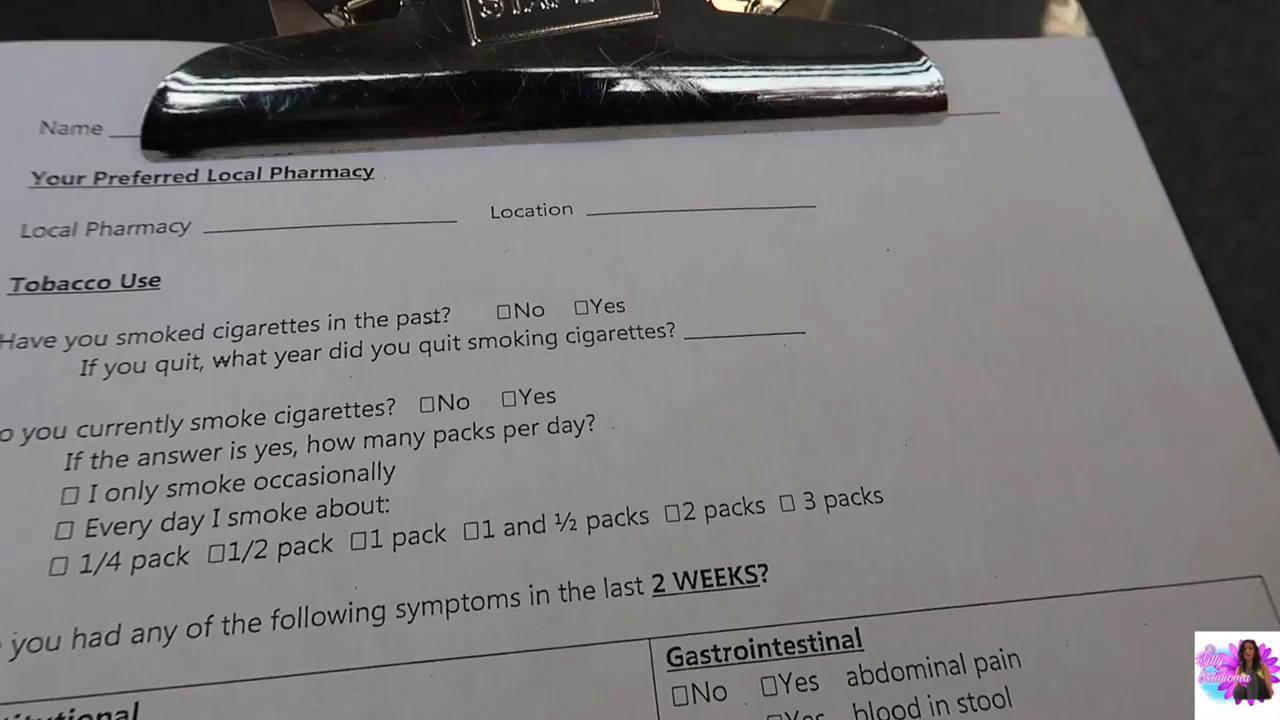 Name
Your Preferred Local Pharmacy
Local Pharmacy Location
Tobacco Use
Have you smoked cigarettes in the past? □No □Yes
If you quit, what year did you quit smoking cigarettes?
o you currently smoke cigarettes? □No □Yes
If the answer is yes, how many packs per day?
□ I only smoke occasionally
□ Every day I smoke about:
□ 1/4 pack □1/2 pack □1 pack □1 and ½ packs □2 packs □ 3 packs
you had any of the following symptoms in the last 2 WEEKS?
Gastrointestinal
□No □Yes abdominal pain
□Yes blood in stool
Oklahoma